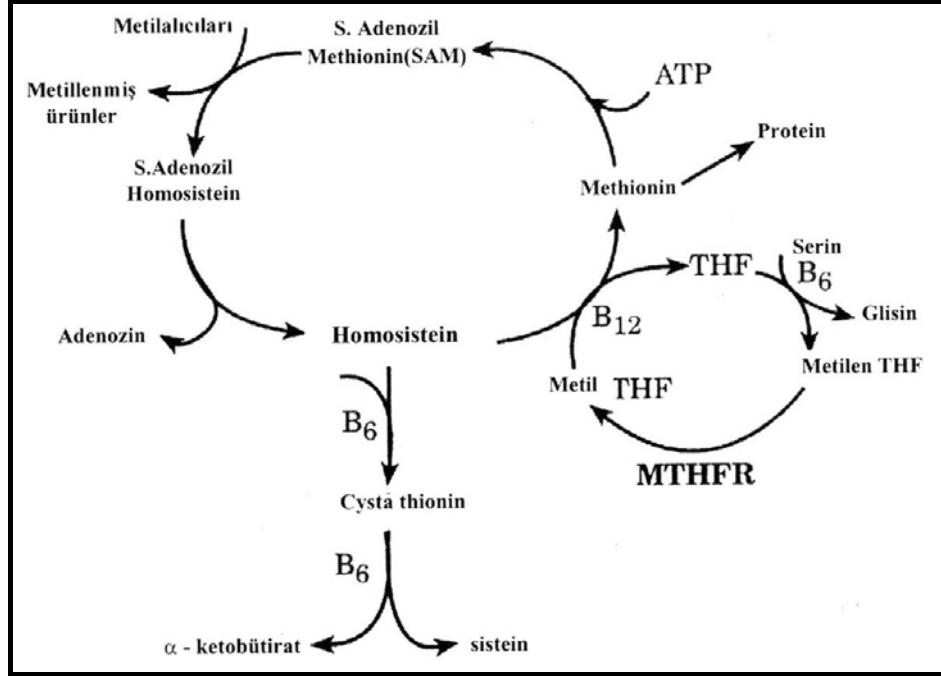 Metilalıcıları
S. Adenozil
Methionin(SAM)
ATP
Metillenmiş
ürünler
Protein
S.Adenozil
Homosistein
Methionin
Serin
THF
B6
Glisin
B12
Adenozin
Homosistein
Metilen THF
Metil THF
B6
MTHFR
Cysta thionin
B6
α - ketobütirat
sistein